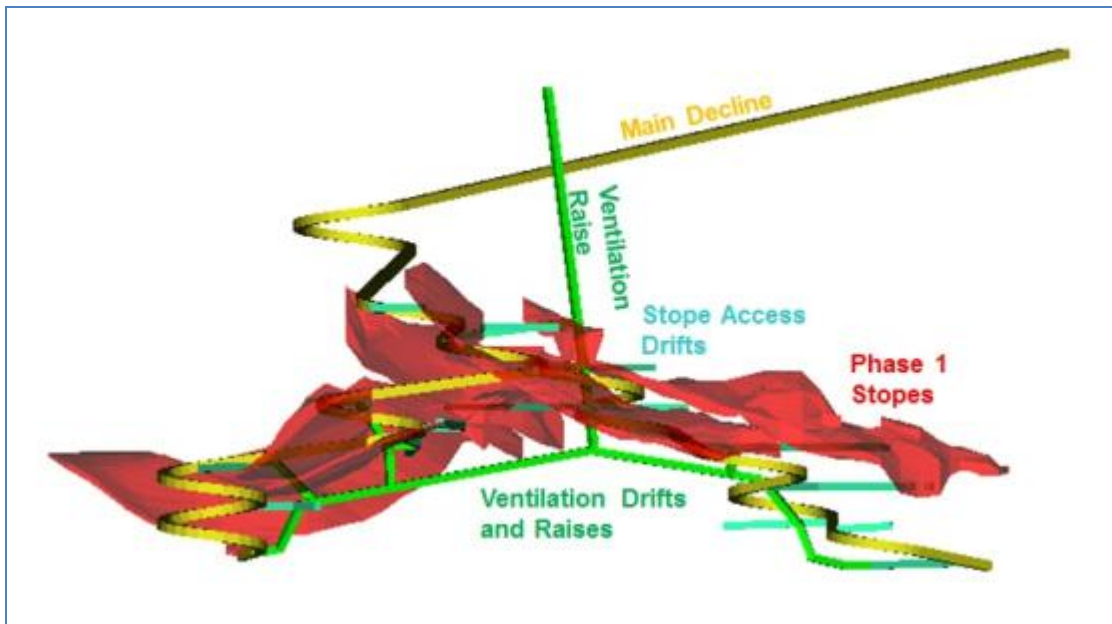 Main Decline
Ventilation
Raise
Stope Access
Drifts
Phase 1
Stopes
Ventilation Drifts
and Raises